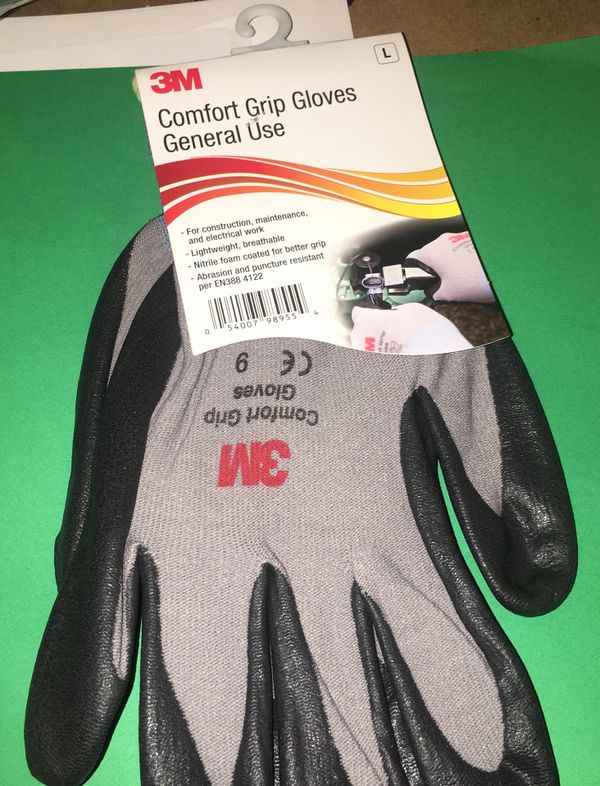 3M
L
Comfort Grip Gloves
General Use
- For construction, maintenance,
and electrical work
- Lightweight, breathable
- Nitrile foam coated for better grip
- Abrasion and puncture resistant
per EN388 4122
3M
0 54007 98955 4
CE 9
Comfort Grip
Gloves
3M